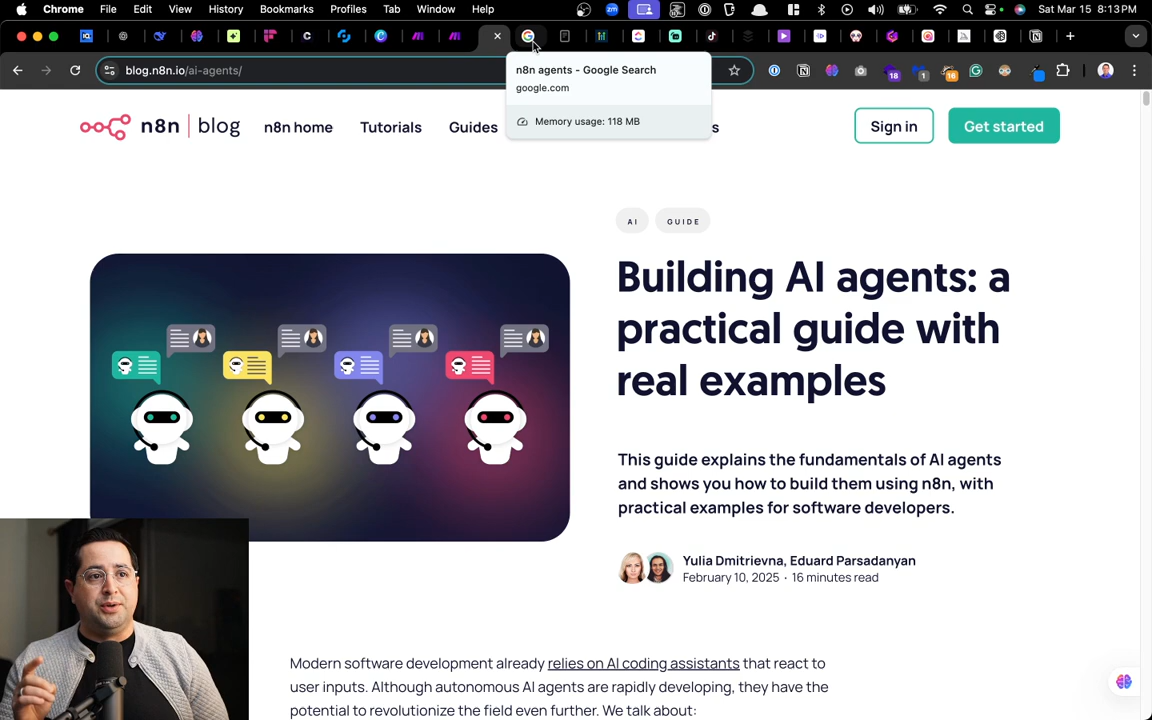 Chrome File Edit View History Bookmarks Profiles Tab Window Help
Sat Mar 15 8:13 PM
blog.n8n.io/ai-agents/
18
1
16
n8n agents - Google Search
google.com
Memory usage: 118 MB
n8n | blog
n8n home
Tutorials
Guides
s
Sign in
Get started
AI
GUIDE
Building AI agents: a
practical guide with
real examples
This guide explains the fundamentals of AI agents
and shows you how to build them using n8n, with
practical examples for software developers.
Yulia Dmitrievna, Eduard Parsadanyan
February 10, 2025 · 16 minutes read
Modern software development already relies on AI coding assistants that react to
user inputs. Although autonomous AI agents are rapidly developing, they have the
potential to revolutionize the field even further. We talk about: